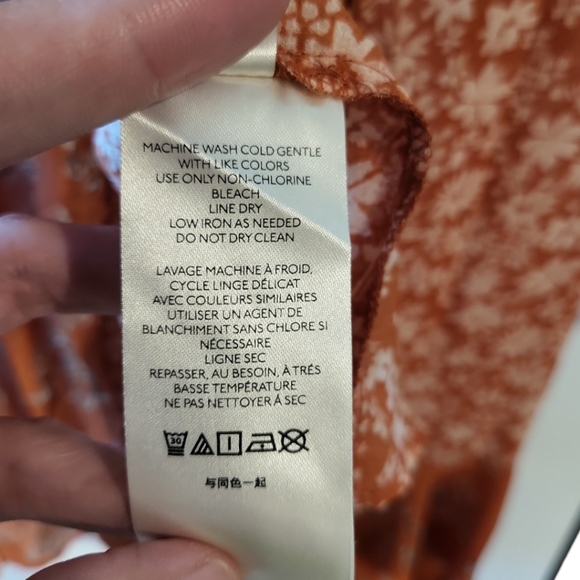 MACHINE WASH COLD GENTLE
WITH LIKE COLORS
USE ONLY NON-CHLORINE
BLEACH
LINE DRY
LOW IRON AS NEEDED
DO NOT DRY CLEAN
LAVAGE MACHINE À FROID,
CYCLE LINGE DÉLICAT
AVEC COULEURS SIMILAIRES
UTILISER UN AGENT DE
BLANCHIMENT SANS CHLORE SI
NÉCESSAIRE
LIGNE SEC
REPASSER, AU BESOIN, À TRÉS
BASSE TEMPÉRATURE
NE PAS NETTOYER À SEC
30
与同色一起